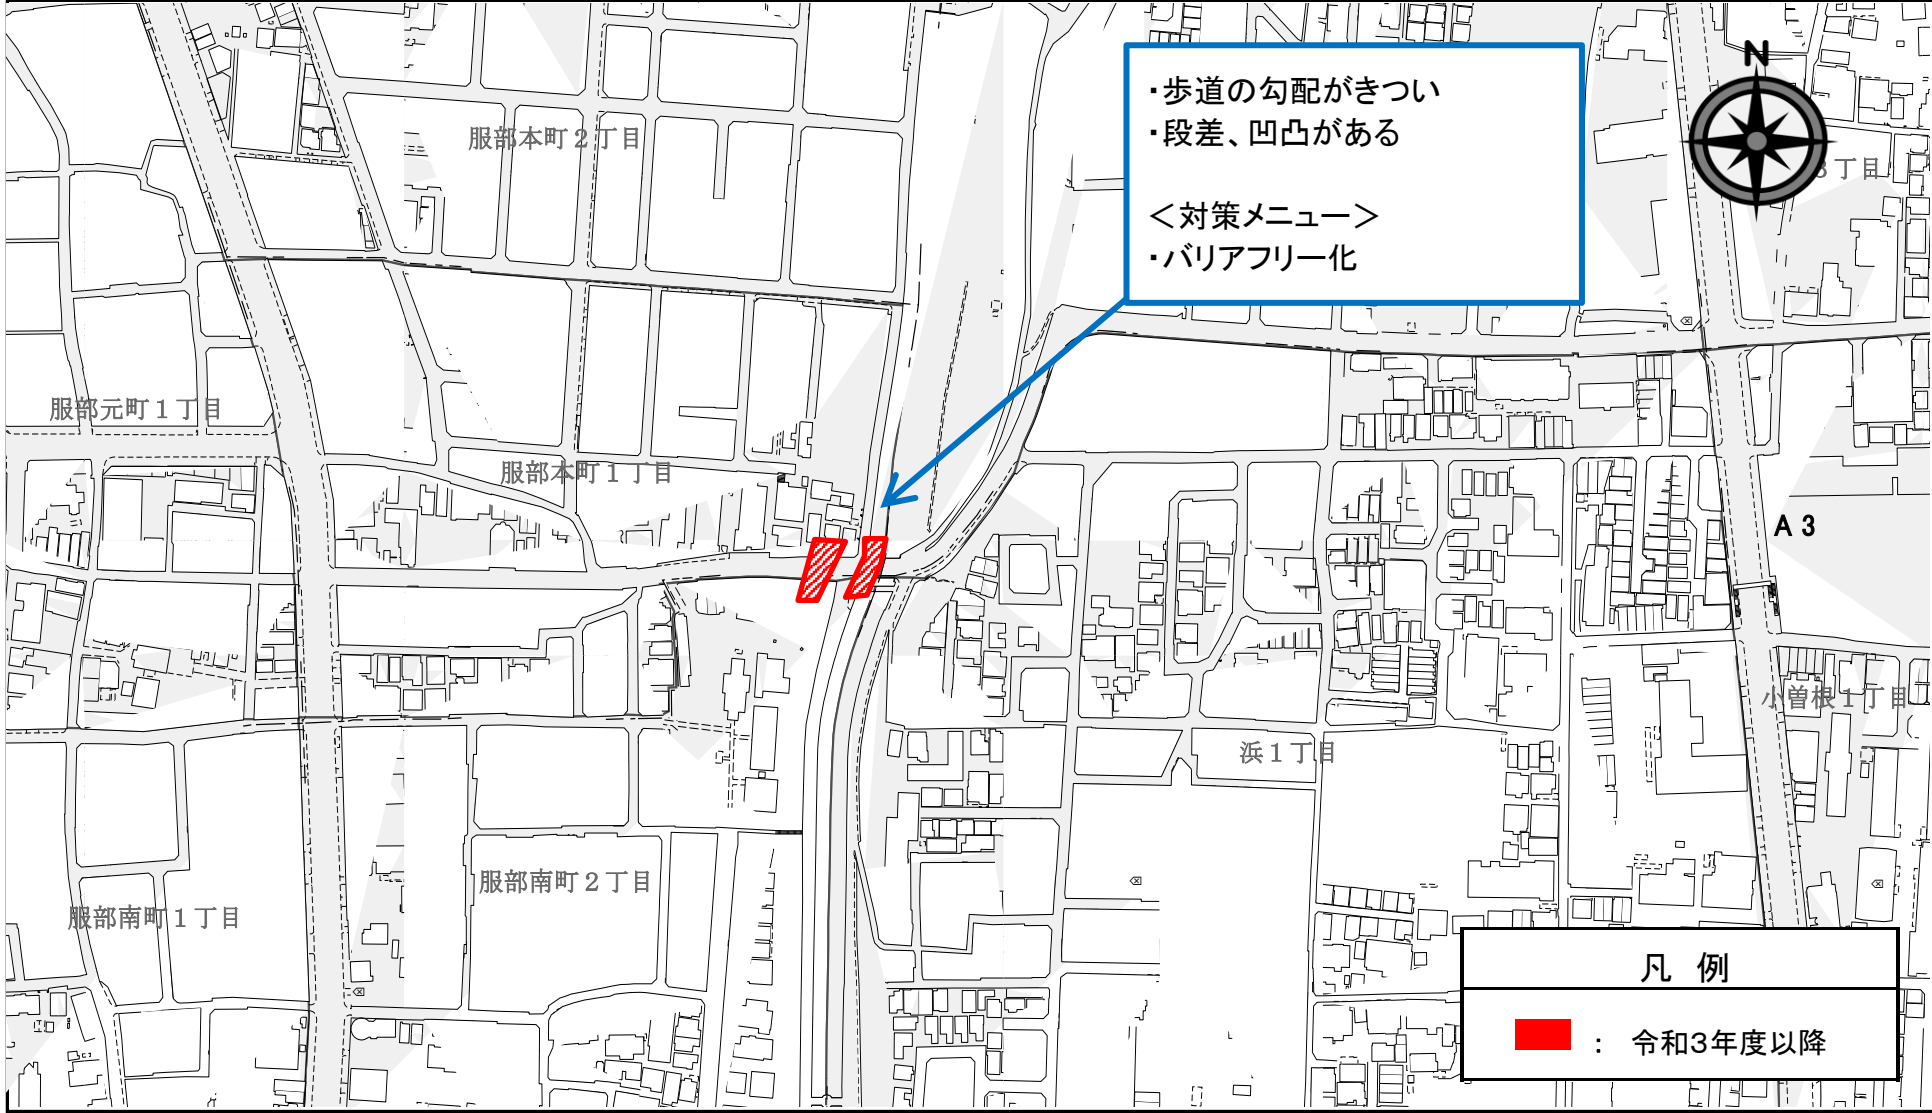 ・歩道の勾配がきつい
・段差、凹凸がある
＜対策メニュー＞
・バリアフリー化
N
服部本町２丁目
3丁目
服部元町１丁目
服部本町１丁目
A 3
小曽根１丁目
浜１丁目
服部南町２丁目
服部南町１丁目
凡 例
： 令和3年度以降